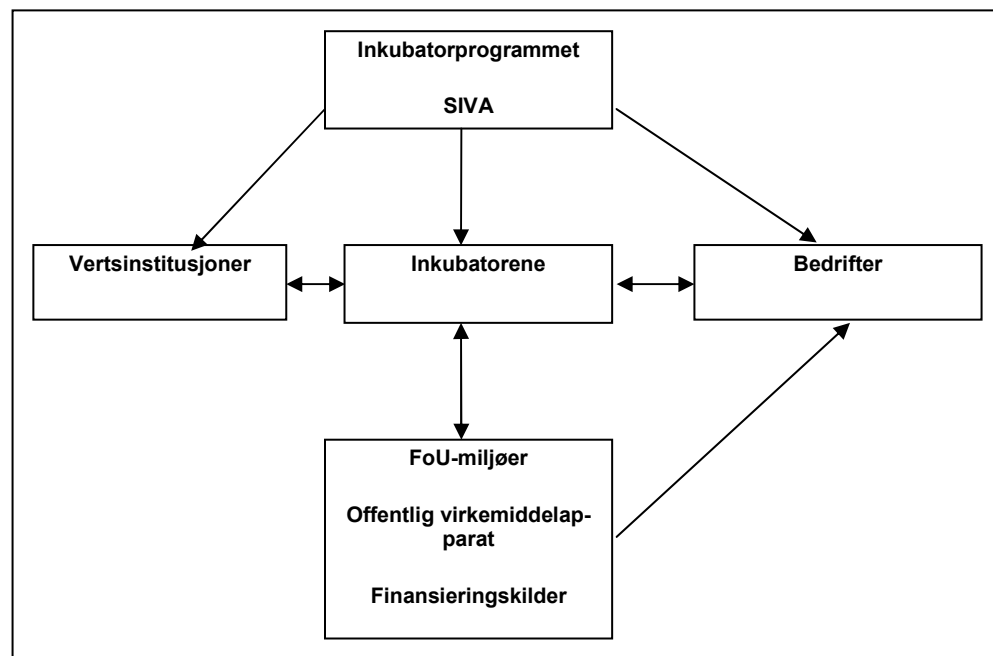 Inkubatorprogrammet
SIVA
Vertsinstitusjoner
Inkubatorene
Bedrifter
FoU-miljøer
Offentlig virkemiddelap-
parat
Finansieringskilder